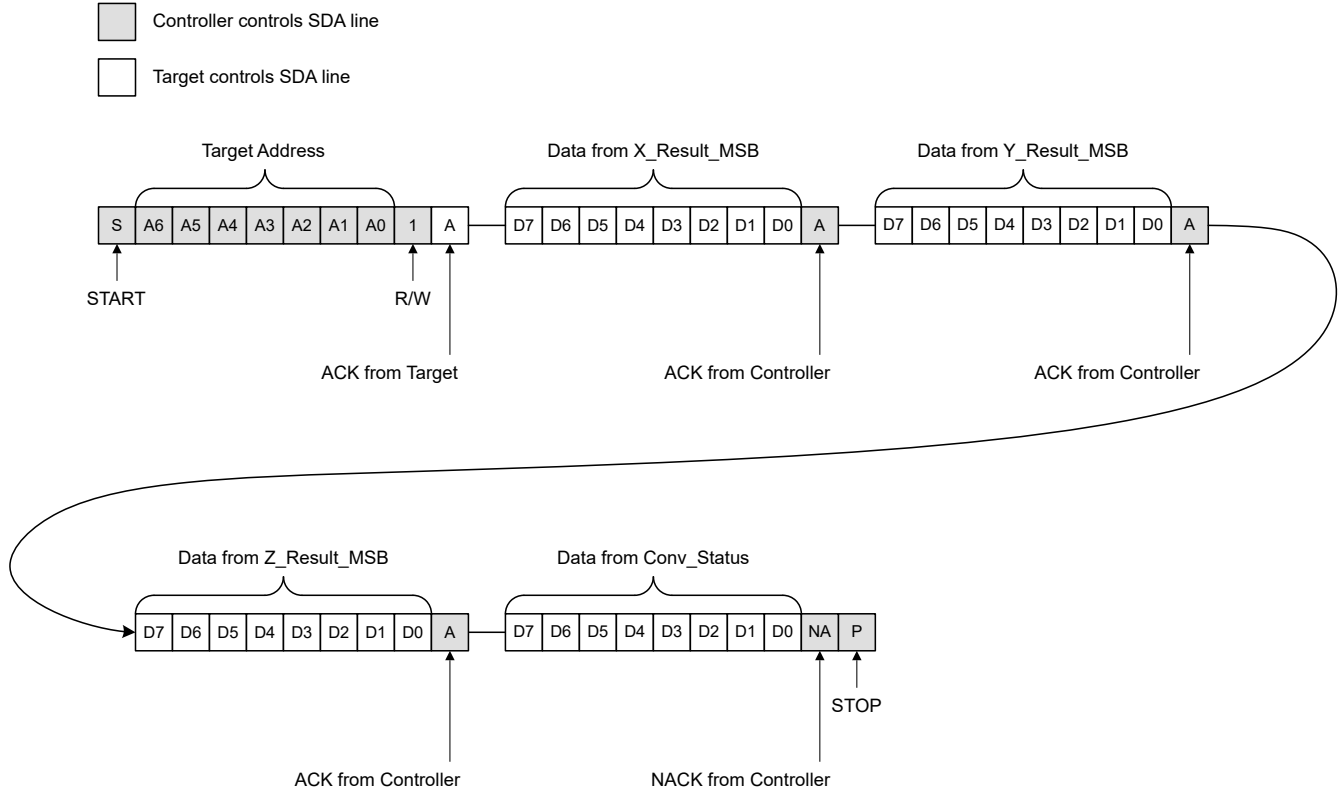 Controller controls SDA line
Target controls SDA line
Target Address
Data from X_Result_MSB
Data from Y_Result_MSB
S A6 A5 A4 A3 A2 A1 A0 1 A D7 D6 D5 D4 D3 D2 D1 D0 A D7 D6 D5 D4 D3 D2 D1 D0 A
START
R/W
ACK from Target
ACK from Controller
ACK from Controller
Data from Z_Result_MSB
Data from Conv_Status
D7 D6 D5 D4 D3 D2 D1 D0 A D7 D6 D5 D4 D3 D2 D1 D0 NA P
STOP
ACK from Controller
NACK from Controller